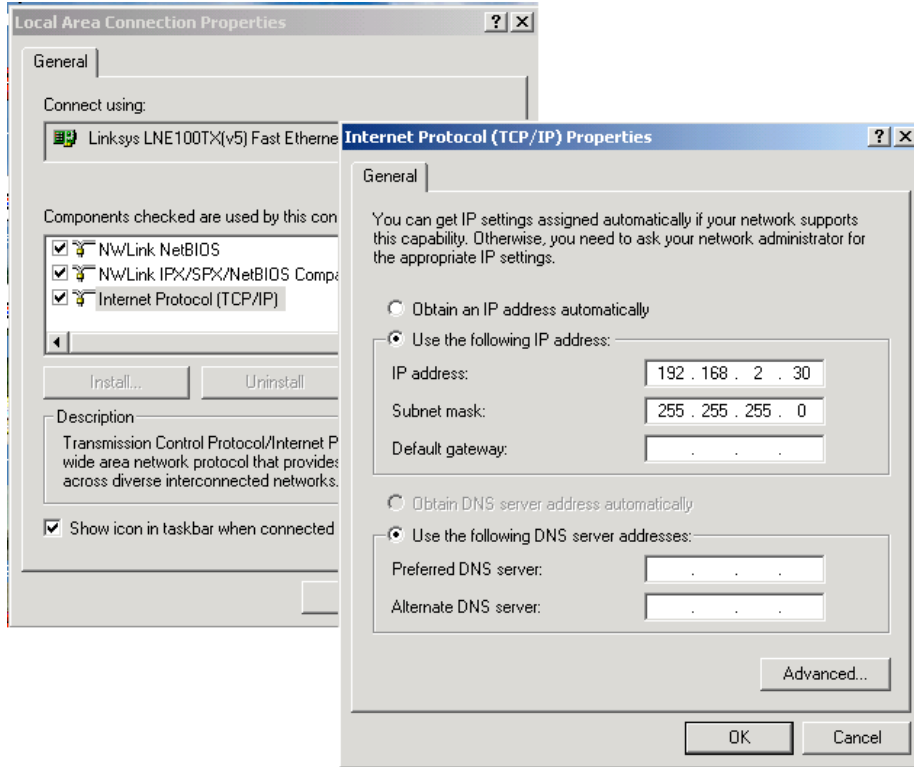 Local Area Connection Properties
General
Connect using:
Linksys LNE100TX(v5) Fast Etherne
Components checked are used by this con
NWLink NetBIOS
NWLink IPX/SPX/NetBIOS Compa
Internet Protocol (TCP/IP)
Install...
Uninstall
Description
Transmission Control Protocol/Internet P
wide area network protocol that provides
across diverse interconnected networks.
Show icon in taskbar when connected
Internet Protocol (TCP/IP) Properties
General
You can get IP settings assigned automatically if your network supports
this capability. Otherwise, you need to ask your network administrator for
the appropriate IP settings.
Obtain an IP address automatically
Use the following IP address:
IP address: 192 . 168 . 2 . 30
Subnet mask: 255 . 255 . 255 . 0
Default gateway: . . .
Obtain DNS server address automatically
Use the following DNS server addresses:
Preferred DNS server: . . .
Alternate DNS server: . . .
Advanced...
OK
Cancel